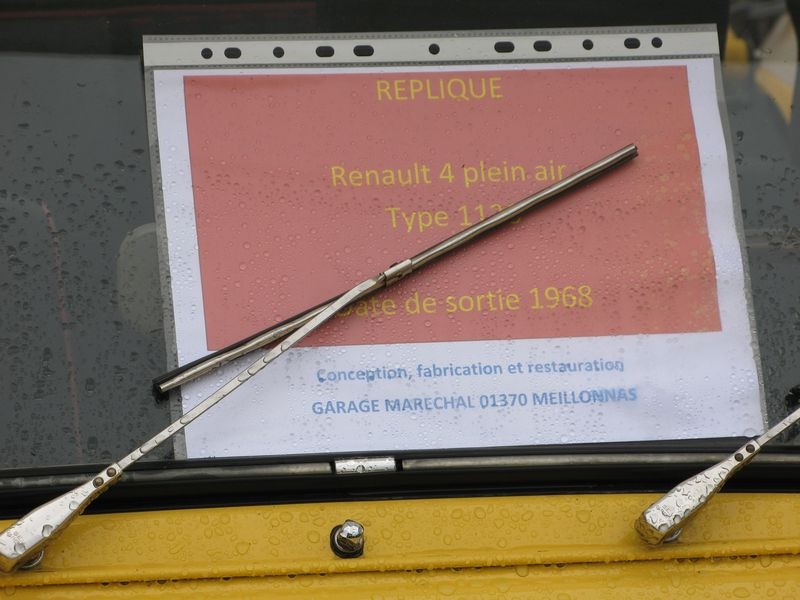 REPLIQUE
Renault 4 plein air
Type
Date de sortie 1968
Conception, fabrication et restauration
GARAGE MARECHAL 01370 MEILLONNAS